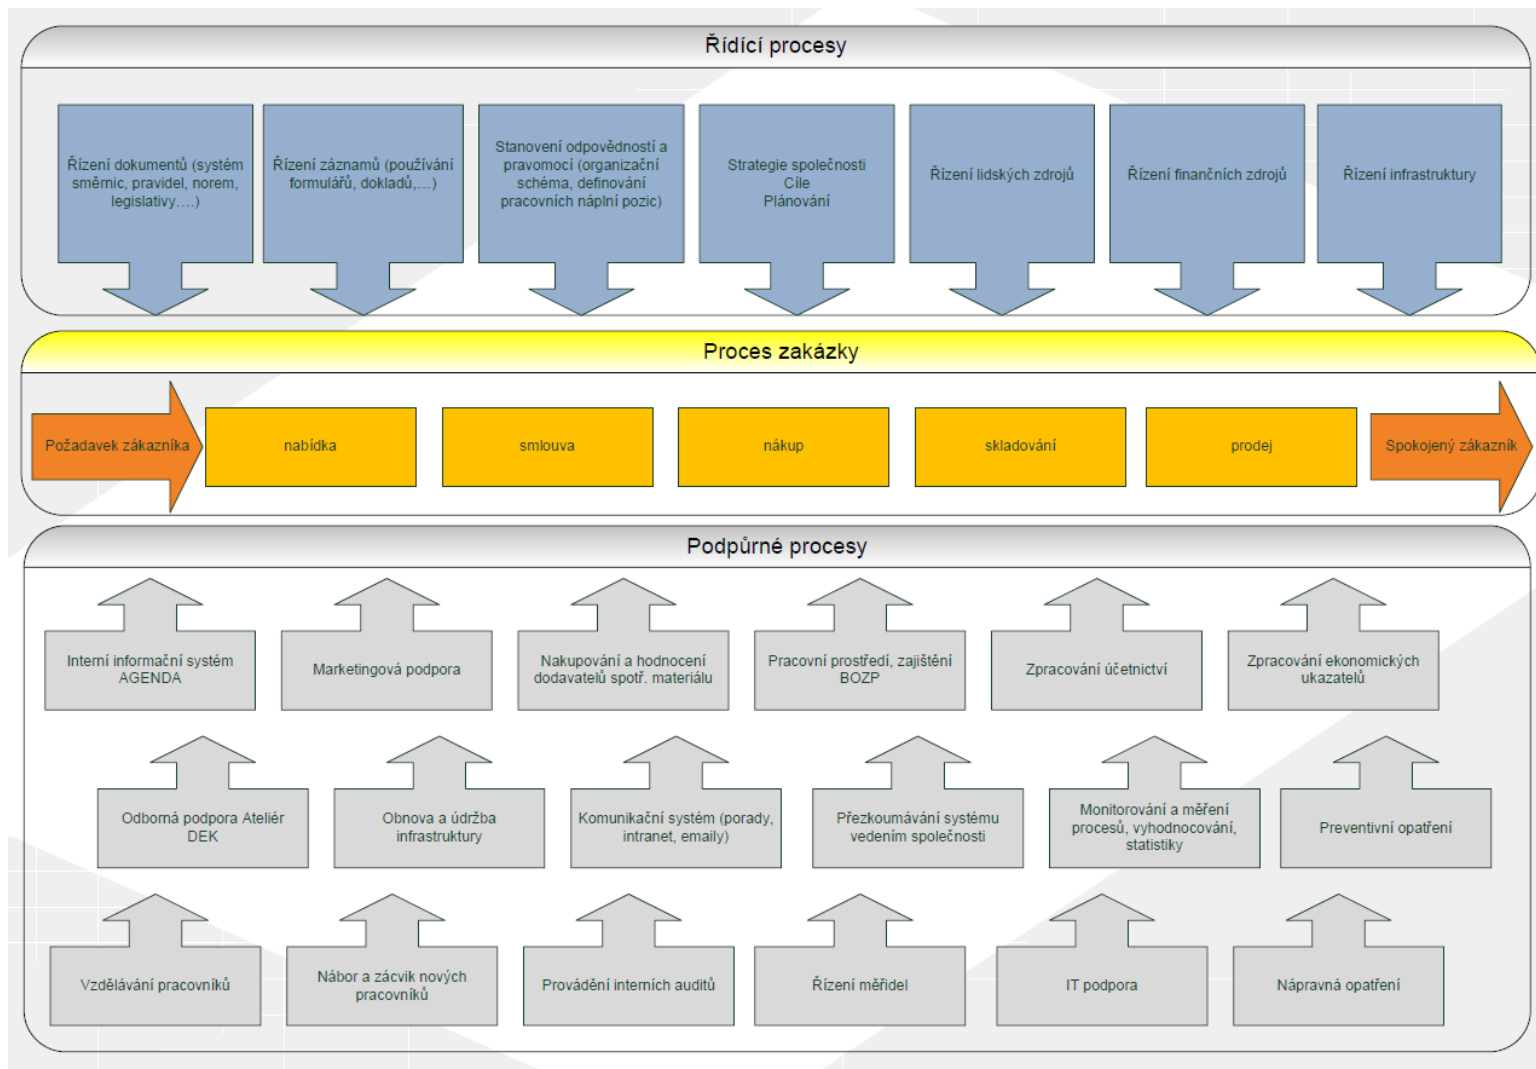 Řídící procesy
Řízení dokumentů (systém
směrnic, pravidel, norem,
legislativy….)
Řízení záznamů (používání
formulářů, dokladů,…)
Stanovení odpovědností a
pravomocí (organizační
schéma, definování
pracovních náplní pozic)
Strategie společnosti
Cíle
Plánování
Řízení lidských zdrojů
Řízení finančních zdrojů
Řízení infrastruktury
Proces zakázky
Požadavek zákazníka
nabídka
smlouva
nákup
skladování
prodej
Spokojený zákazník
Podpůrné procesy
Interní informační systém
AGENDA
Marketingová podpora
Nakupování a hodnocení
dodavatelů spotř. materiálu
Pracovní prostředí, zajištění
BOZP
Zpracování účetnictví
Zpracování ekonomických
ukazatelů
Odborná podpora Ateliér
DEK
Obnova a údržba
infrastruktury
Komunikační systém (porady,
intranet, emaily)
Přezkoumávání systému
vedením společnosti
Monitorování a měření
procesů, vyhodnocování,
statistiky
Preventivní opatření
Vzdělávání pracovníků
Nábor a zácvik nových
pracovníků
Provádění interních auditů
Řízení měřidel
IT podpora
Nápravná opatření